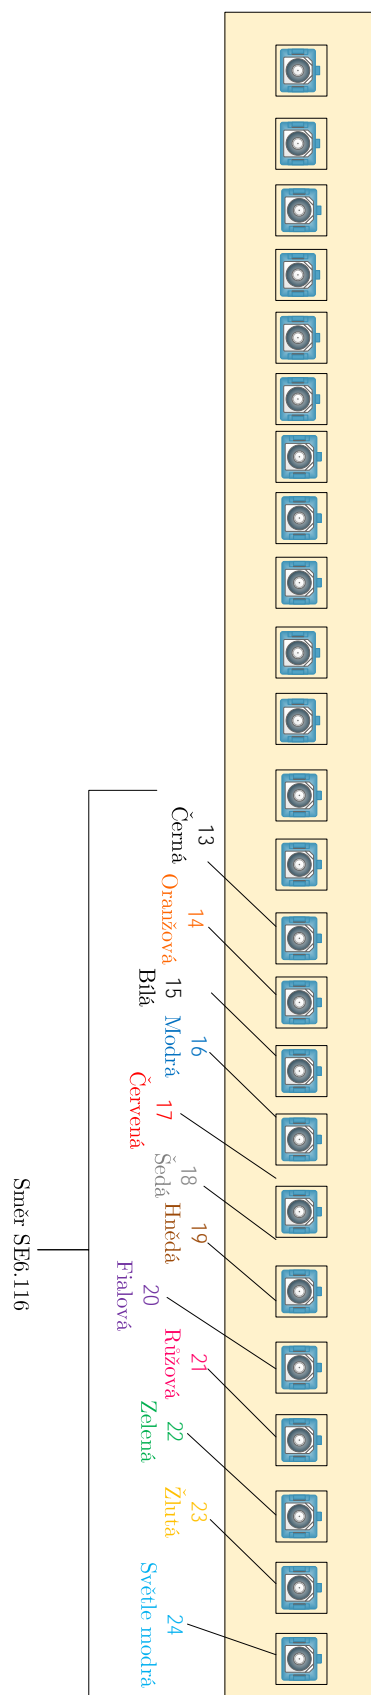 13
Černá
14
Oranžová
15
Bílá
16
Modrá
17
Červená
18
Šedá
19
Hnědá
20
Fialová
21
Růžová
22
Zelená
23
Žlutá
24
Světle modrá
Směr SE6.116